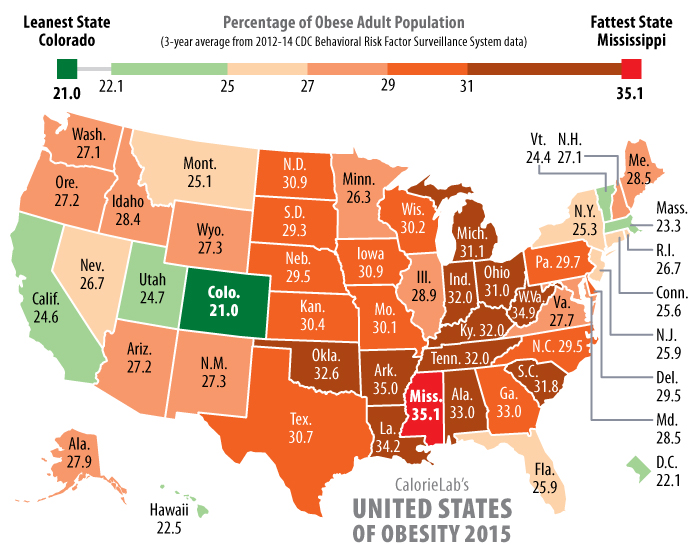 Leanest State
Colorado
Percentage of Obese Adult Population
(3-year average from 2012-14 CDC Behavioral Risk Factor Surveillance System data)
Fattest State
Mississippi
21.0
22.1
25
27
29
31
35.1
Wash.
27.1
Ore.
27.2
Idaho
28.4
Mont.
25.1
Wyo.
27.3
Nev.
26.7
Utah
24.7
Calif.
24.6
Colo.
21.0
Ariz.
27.2
N.M.
27.3
N.D.
30.9
S.D.
29.3
Neb.
29.5
Kan.
30.4
Okla.
32.6
Tex.
30.7
Minn.
26.3
Iowa
30.9
Mo.
30.1
Ark.
35.0
La.
34.2
Wis.
30.2
Ill.
28.9
Mich.
31.1
Ind.
32.0
Ohio
31.0
Ky. 32.0
Tenn. 32.0
Miss.
35.1
Ala.
33.0
Ga.
33.0
Fla.
25.9
S.C.
31.8
N.C. 29.5
W.Va.
34.9
Va.
27.7
Pa. 29.7
N.Y.
25.3
Vt.
24.4
N.H.
27.1
Me.
28.5
Mass.
23.3
R.I.
26.7
Conn.
25.6
N.J.
25.9
Del.
29.5
Md.
28.5
D.C.
22.1
Ala.
27.9
Hawaii
22.5
CalorieLab's
UNITED STATES
OF OBESITY 2015